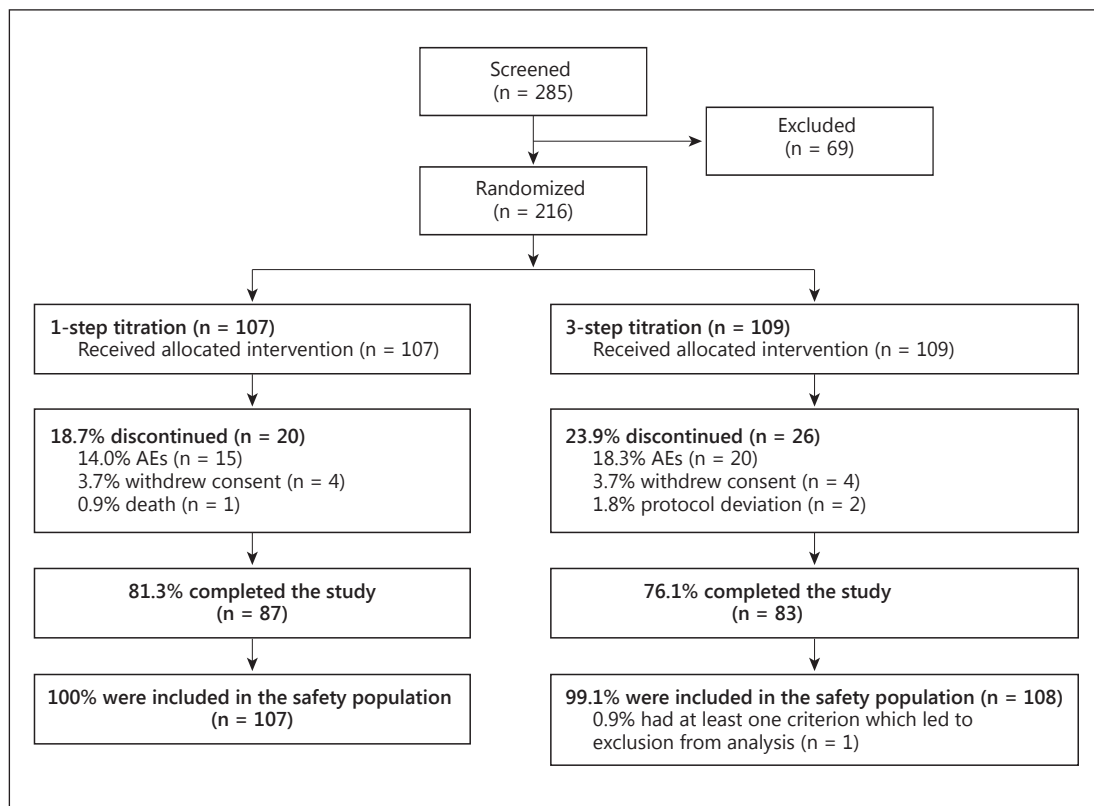 Screened
(n = 285)
Excluded
(n = 69)
Randomized
(n = 216)
1-step titration (n = 107)
Received allocated intervention (n = 107)
3-step titration (n = 109)
Received allocated intervention (n = 109)
18.7% discontinued (n = 20)
14.0% AEs (n = 15)
3.7% withdrew consent (n = 4)
0.9% death (n = 1)
23.9% discontinued (n = 26)
18.3% AEs (n = 20)
3.7% withdrew consent (n = 4)
1.8% protocol deviation (n = 2)
81.3% completed the study
(n = 87)
76.1% completed the study
(n = 83)
100% were included in the safety population
(n = 107)
99.1% were included in the safety population (n = 108)
0.9% had at least one criterion which led to
exclusion from analysis (n = 1)